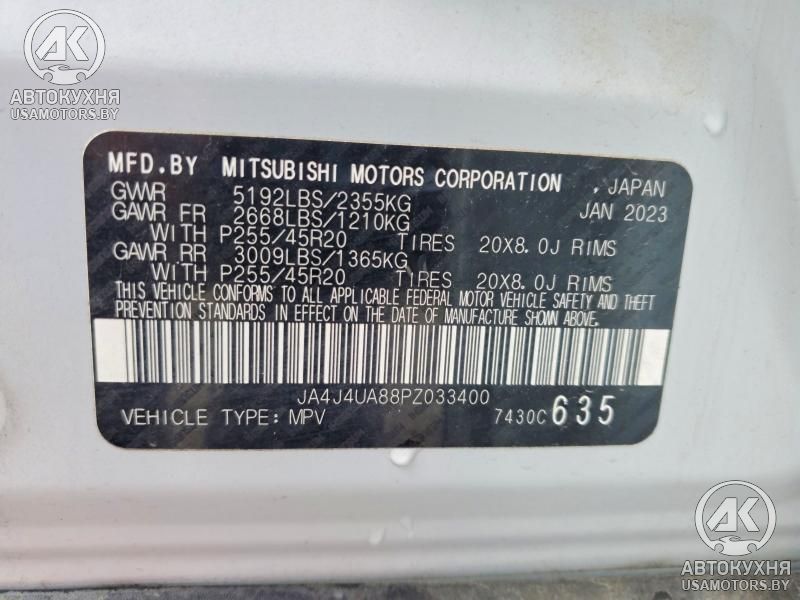 АК
АВТОКУХНЯ
USAMOTORS.BY
MFD.BY MITSUBISHI MOTORS CORPORATION , JAPAN
GVWR 5192LBS/2355KG JAN 2023
GAWR FR 2668LBS/1210KG
WITH P255/45R20 TIRES 20X8.0J RIMS
GAWR RR 3009LBS/1365KG
WITH P255/45R20 TIRES 20X8.0J RIMS
THIS VEHICLE CONFORMS TO ALL APPLICABLE FEDERAL MOTOR VEHICLE SAFETY AND THEFT
PREVENTION STANDARDS IN EFFECT ON THE DATE OF MANUFACTURE SHOWN ABOVE.
JA4J4UA88PZ033400
VEHICLE TYPE: MPV 7430C 635
АК
АВТОКУХНЯ
USAMOTORS.BY